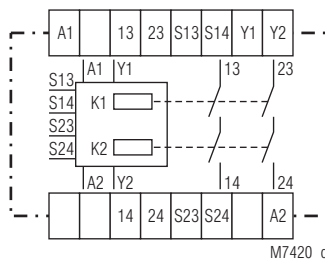 A1 13 23 S13 S14 Y1 Y2
A1 Y1 13 23
S13
S14 K1
S23
S24 K2
A2 Y2 14 24
14 24 S23 S24 A2
M7420